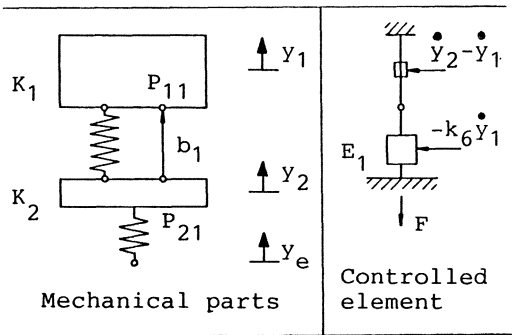 K₁
P₁₁
b₁
K₂
P₂₁
y₁
y₂
yₑ
Mechanical parts
ẏ₂-ẏ₁
-k₆ẏ₁
E₁
F
Controlled
element